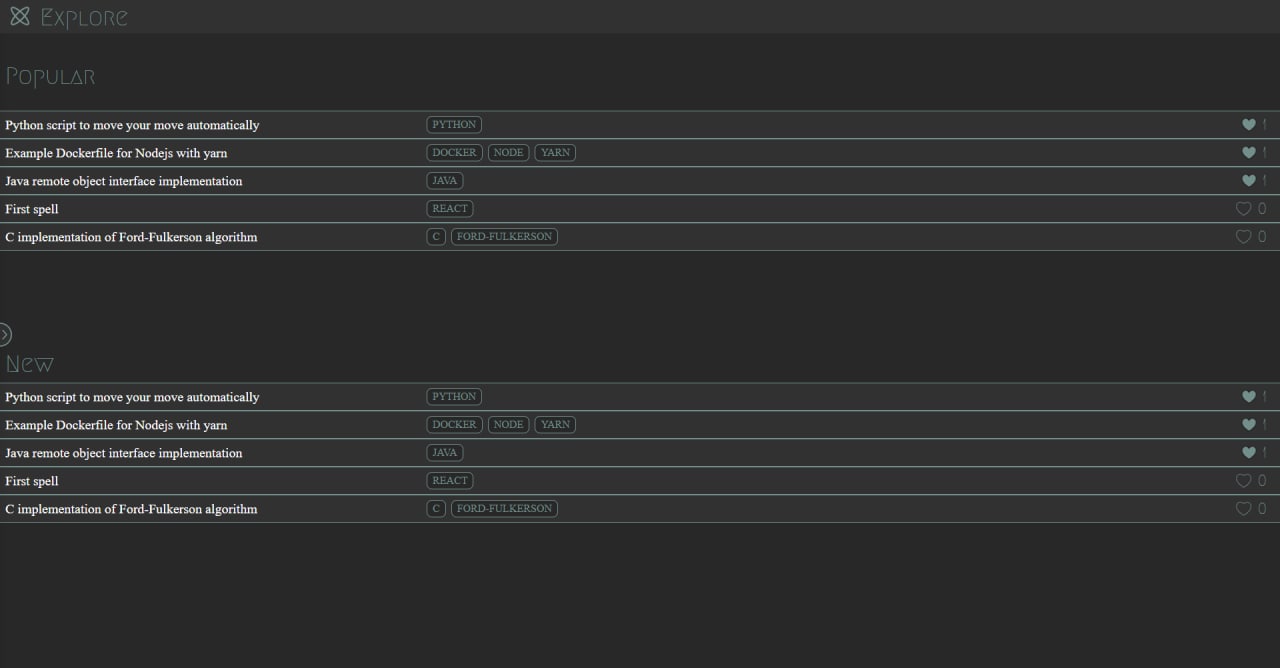 Explore
Popular
Python script to move your move automatically PYTHON 1
Example Dockerfile for Nodejs with yarn DOCKER NODE YARN 1
Java remote object interface implementation JAVA 1
First spell REACT 0
C implementation of Ford-Fulkerson algorithm C FORD-FULKERSON 0
New
Python script to move your move automatically PYTHON 1
Example Dockerfile for Nodejs with yarn DOCKER NODE YARN 1
Java remote object interface implementation JAVA 1
First spell REACT 0
C implementation of Ford-Fulkerson algorithm C FORD-FULKERSON 0